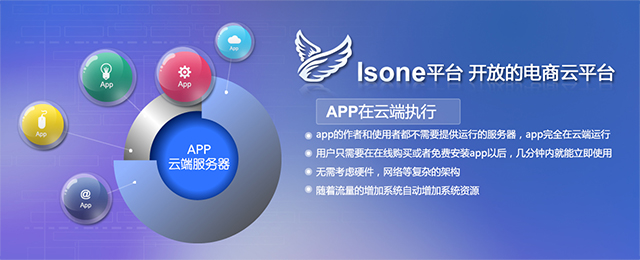 App
App
App
App
@
App
APP
云端服务器
Isone平台 开放的电商云平台
APP在云端执行
app的作者和使用者都不需要提供运行的服务器，app完全在云端运行
用户只需要在在线购买或者免费安装app以后，几分钟内就能立即使用
无需考虑硬件，网络等复杂的架构
随着流量的增加系统自动增加系统资源